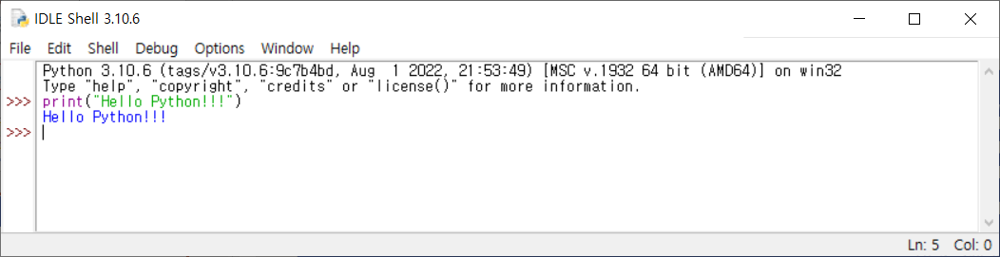 IDLE Shell 3.10.6
File Edit Shell Debug Options Window Help
Python 3.10.6 (tags/v3.10.6:9c7b4bd, Aug  1 2022, 21:53:49) [MSC v.1932 64 bit (AMD64)] on win32
Type "help", "copyright", "credits" or "license()" for more information.
>>> print("Hello Python!!!")
Hello Python!!!
>>>
Ln: 5 Col: 0